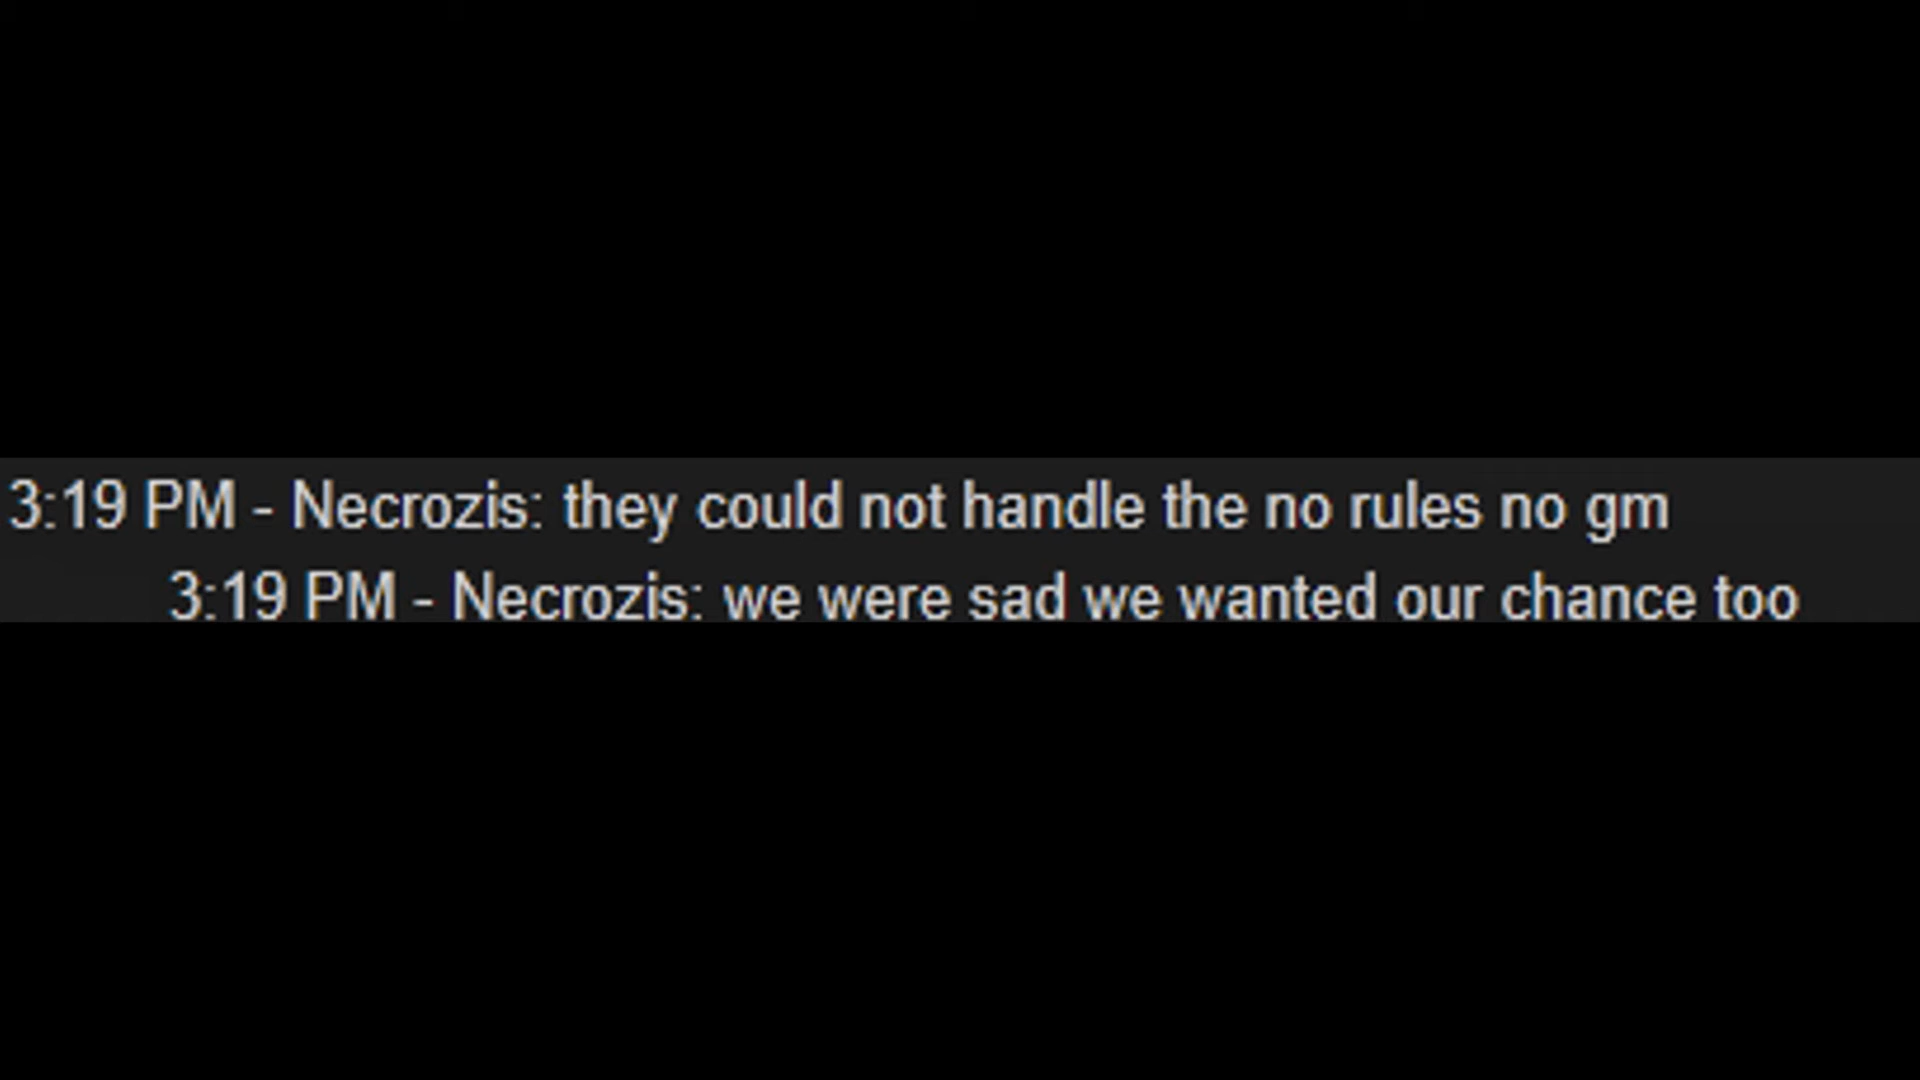 3:19 PM - Necrozis: they could not handle the no rules no gm
3:19 PM - Necrozis: we were sad we wanted our chance too